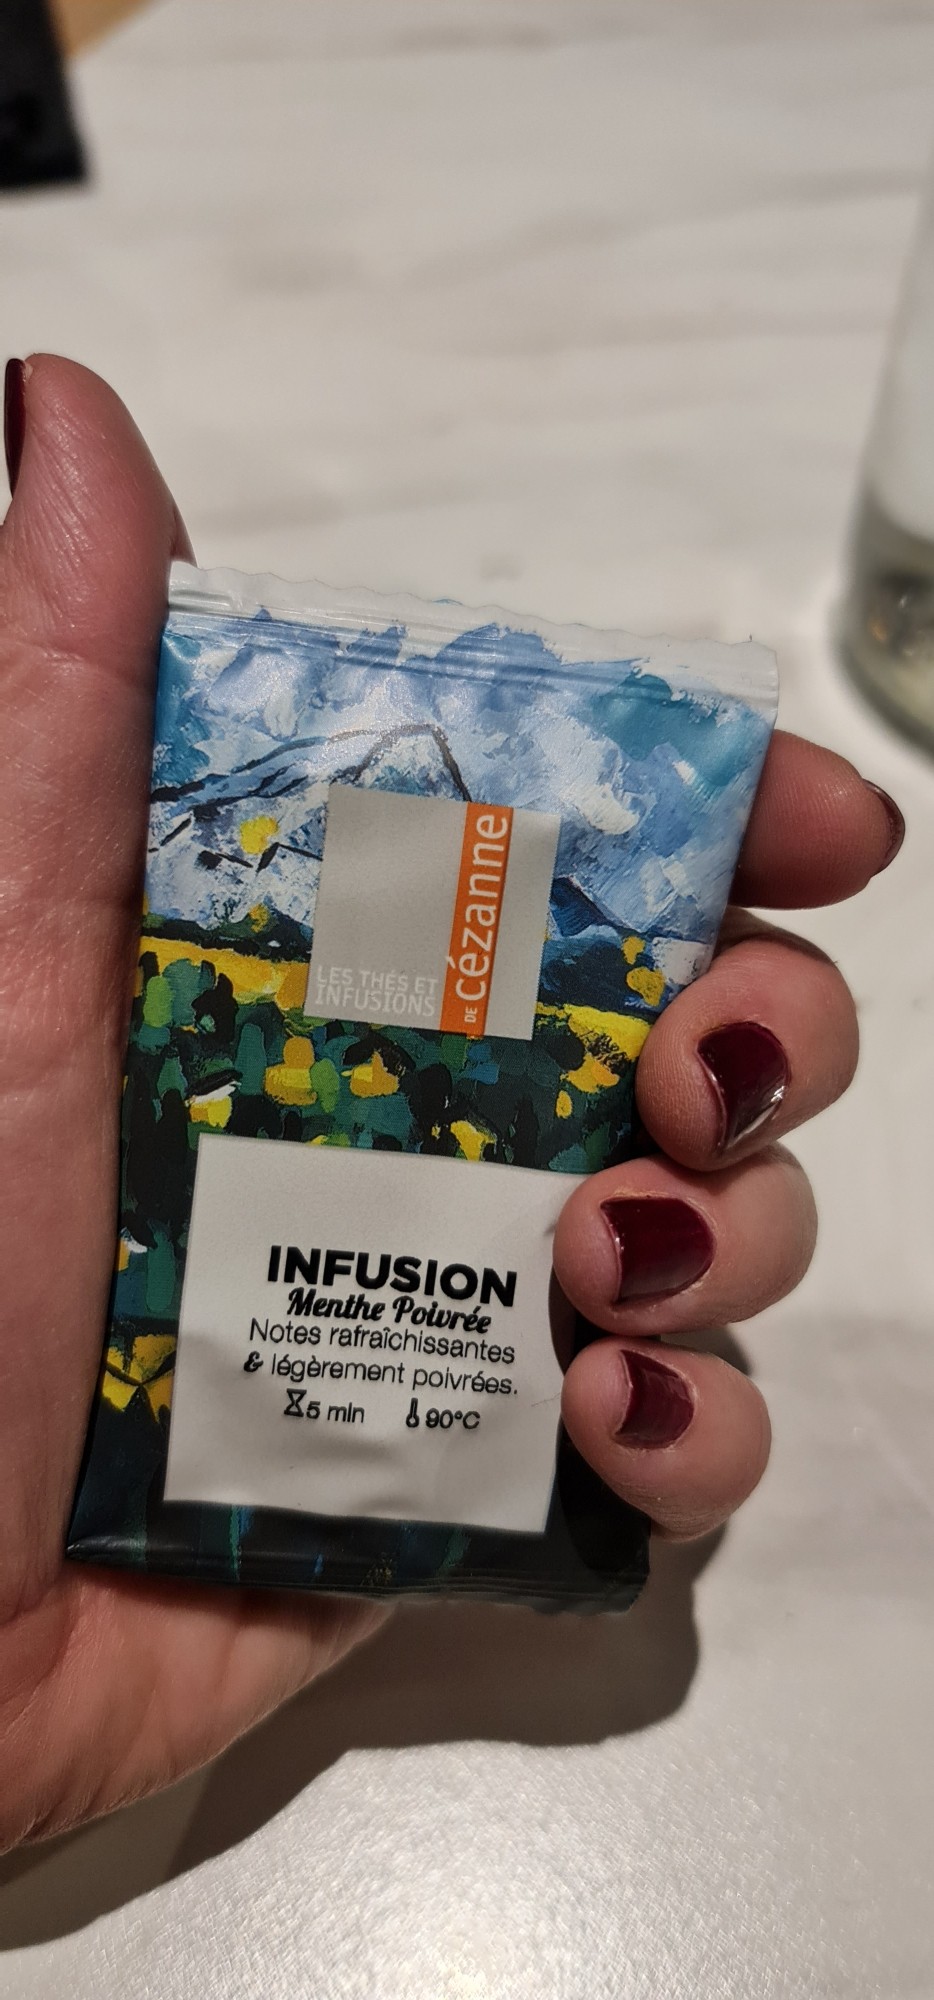 LES THÉS ET
INFUSIONS
DE cézanne
INFUSION
Menthe Poivrée
Notes rafraîchissantes
& légèrement poivrées.
5 min 90°C